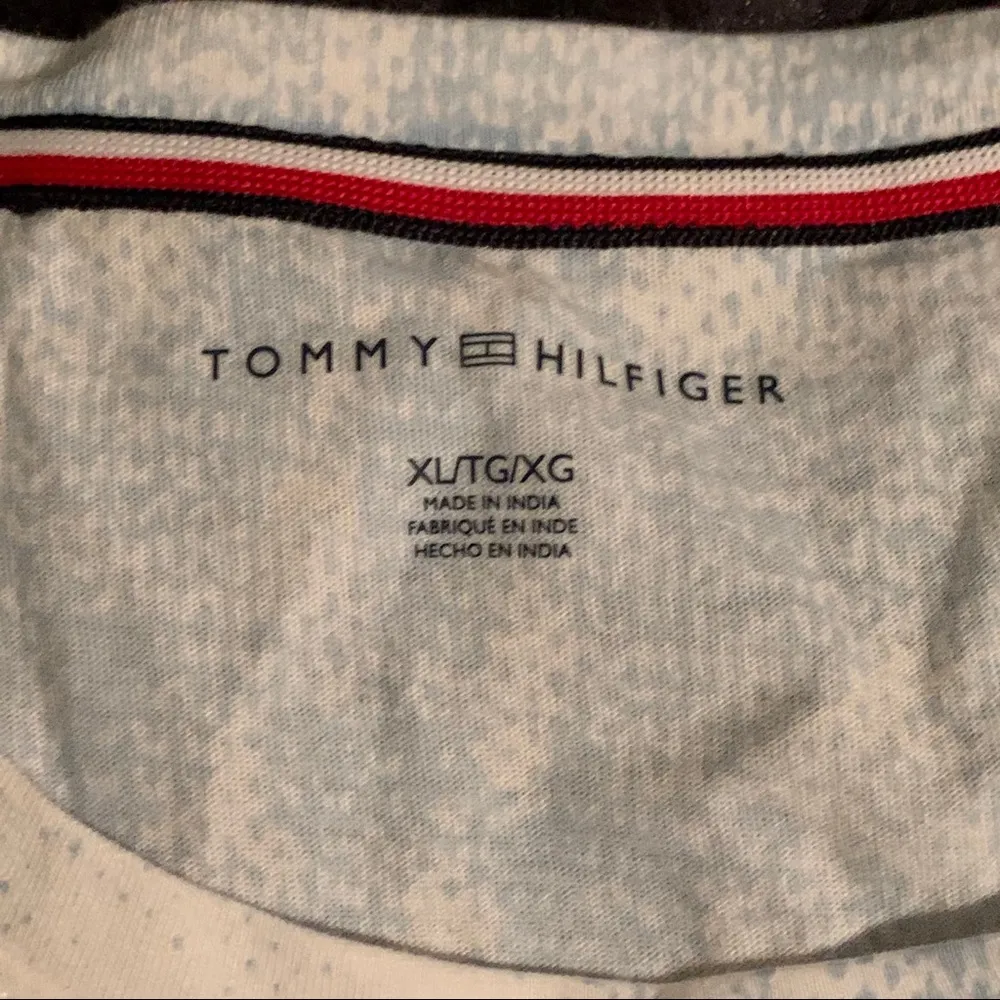 TOMMY HILFIGER
XL/TG/XG
MADE IN INDIA
FABRIQUÉ EN INDE
HECHO EN INDIA